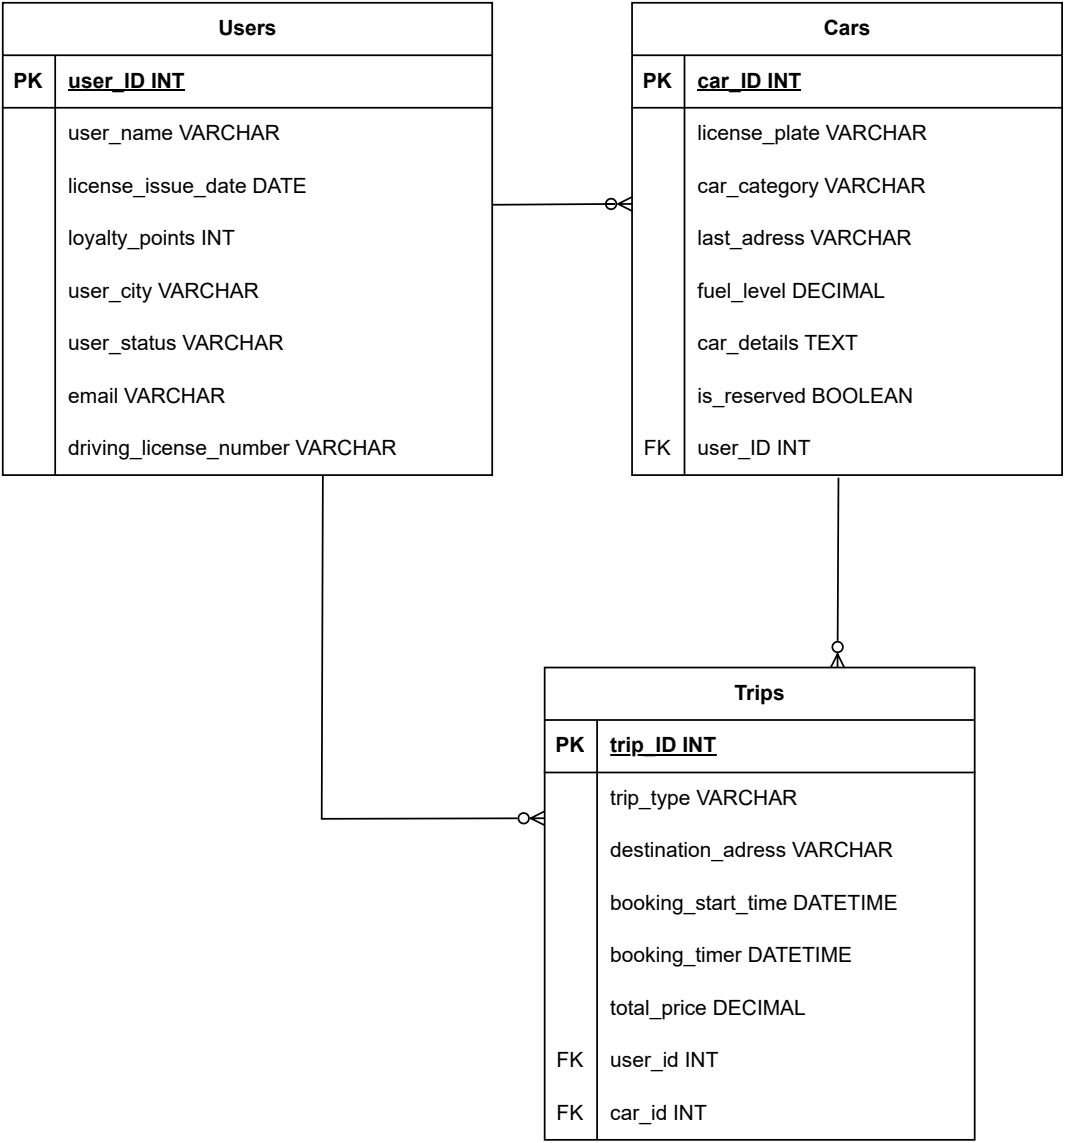 Users
PK user_ID INT
user_name VARCHAR
license_issue_date DATE
loyalty_points INT
user_city VARCHAR
user_status VARCHAR
email VARCHAR
driving_license_number VARCHAR
Cars
PK car_ID INT
license_plate VARCHAR
car_category VARCHAR
last_adress VARCHAR
fuel_level DECIMAL
car_details TEXT
is_reserved BOOLEAN
FK user_ID INT
Trips
PK trip_ID INT
trip_type VARCHAR
destination_adress VARCHAR
booking_start_time DATETIME
booking_timer DATETIME
total_price DECIMAL
FK user_id INT
FK car_id INT